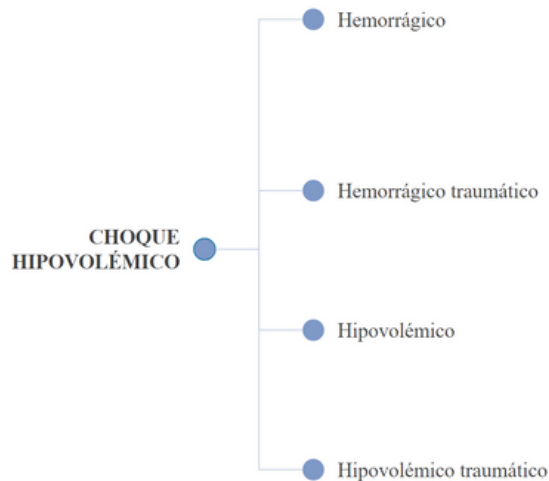 CHOQUE
HIPOVOLÉMICO
Hemorrágico
Hemorrágico traumático
Hipovolémico
Hipovolémico traumático